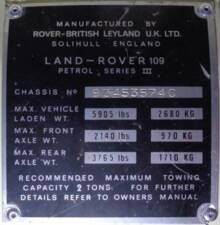 MANUFACTURED BY
ROVER-BRITISH LEYLAND U.K. LTD.
SOLIHULL ENGLAND
LAND-ROVER 109
PETROL SERIES III
CHASSIS Nº
MAX. VEHICLE
LADEN WT. 5905 lbs 2680 KG
MAX. FRONT
AXLE WT. 2140 lbs 970 KG
MAX. REAR
AXLE WT. 3765 lbs 1710 KG
RECOMMENDED MAXIMUM TOWING
CAPACITY 2 TONS. FOR FURTHER
DETAILS REFER TO OWNERS MANUAL